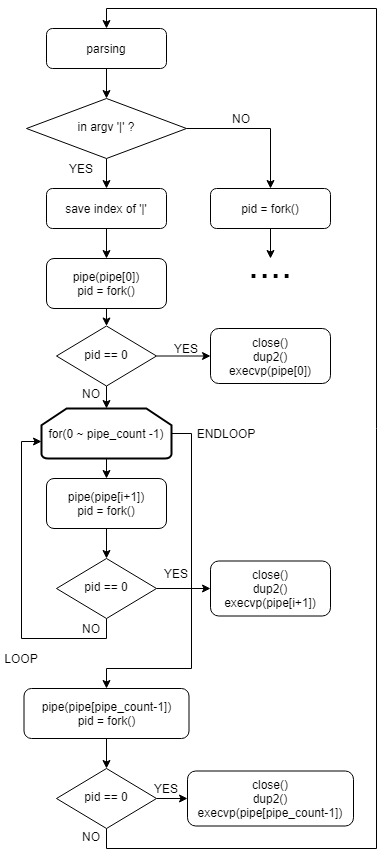 parsing
in argv '|' ?
NO
YES
save index of '|'
pid = fork()
pipe(pipe[0])
pid = fork()
....
pid == 0
YES
close()
dup2()
execvp(pipe[0])
NO
for(0 ~ pipe_count -1)
ENDLOOP
pipe(pipe[i+1])
pid = fork()
pid == 0
YES
close()
dup2()
execvp(pipe[i+1])
NO
LOOP
pipe(pipe[pipe_count-1])
pid = fork()
pid == 0
YES
close()
dup2()
execvp(pipe[pipe_count-1)
NO